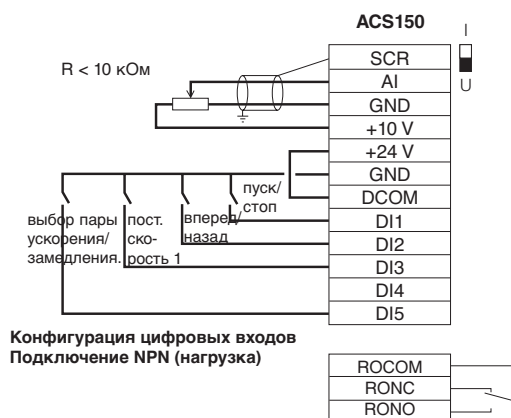 ACS150
I
SCR
R < 10 кОм
AI
U
GND
+10 V
+24 V
GND
DCOM
пуск/
стоп
DI1
выбор пары
ускорения/
замедления.
пост.
ско-
рость 1
вперед/
назад
DI2
DI3
DI4
DI5
Конфигурация цифровых входов
Подключение NPN (нагрузка)
ROCOM
RONC
RONO